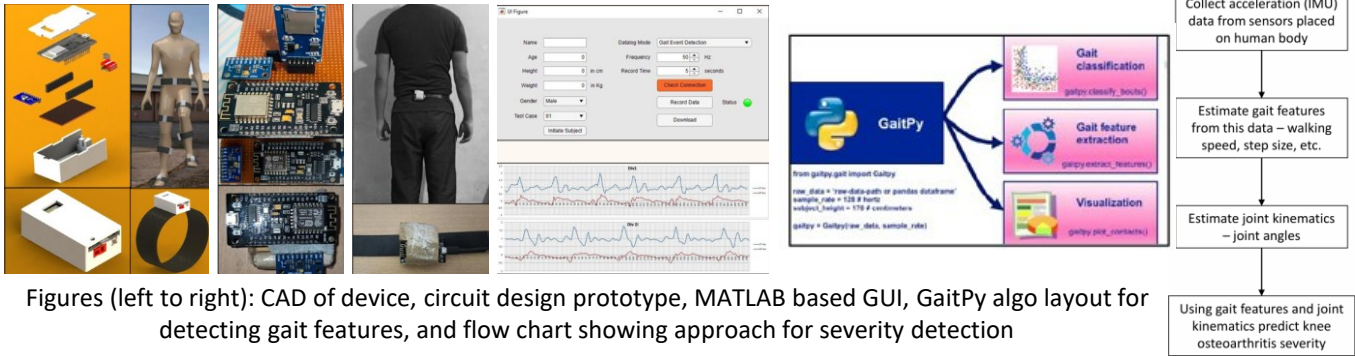 UI Figure
Name
Age 0
Height 0 in cm
Weight 0 in Kg
Gender Male
Test Case 01
Initiate Subject
Datalog Mode Gait Event Detection
Frequency 50 Hz
Record Time 5 seconds
Check Connection
Record Data Status
Download
Div I
Div II
GaitPy
from gaitpy.gait import Gaitpy
raw_data = 'raw-data-path or pandas dataframe'
sample_rate = 128 # hertz
subject_height = 170 # centimeters
gaitpy = Gaitpy(raw_data, sample_rate)
Gait
classification
gaitpy.classify_bouts()
Gait feature
extraction
gaitpy.extract_features()
Visualization
gaitpy.plot_contacts()
Collect acceleration (IMU)
data from sensors placed
on human body
Estimate gait features
from this data – walking
speed, step size, etc.
Estimate joint kinematics
– joint angles
Using gait features and joint
kinematics predict knee
osteoarthritis severity
Figures (left to right): CAD of device, circuit design prototype, MATLAB based GUI, GaitPy algo layout for
detecting gait features, and flow chart showing approach for severity detection